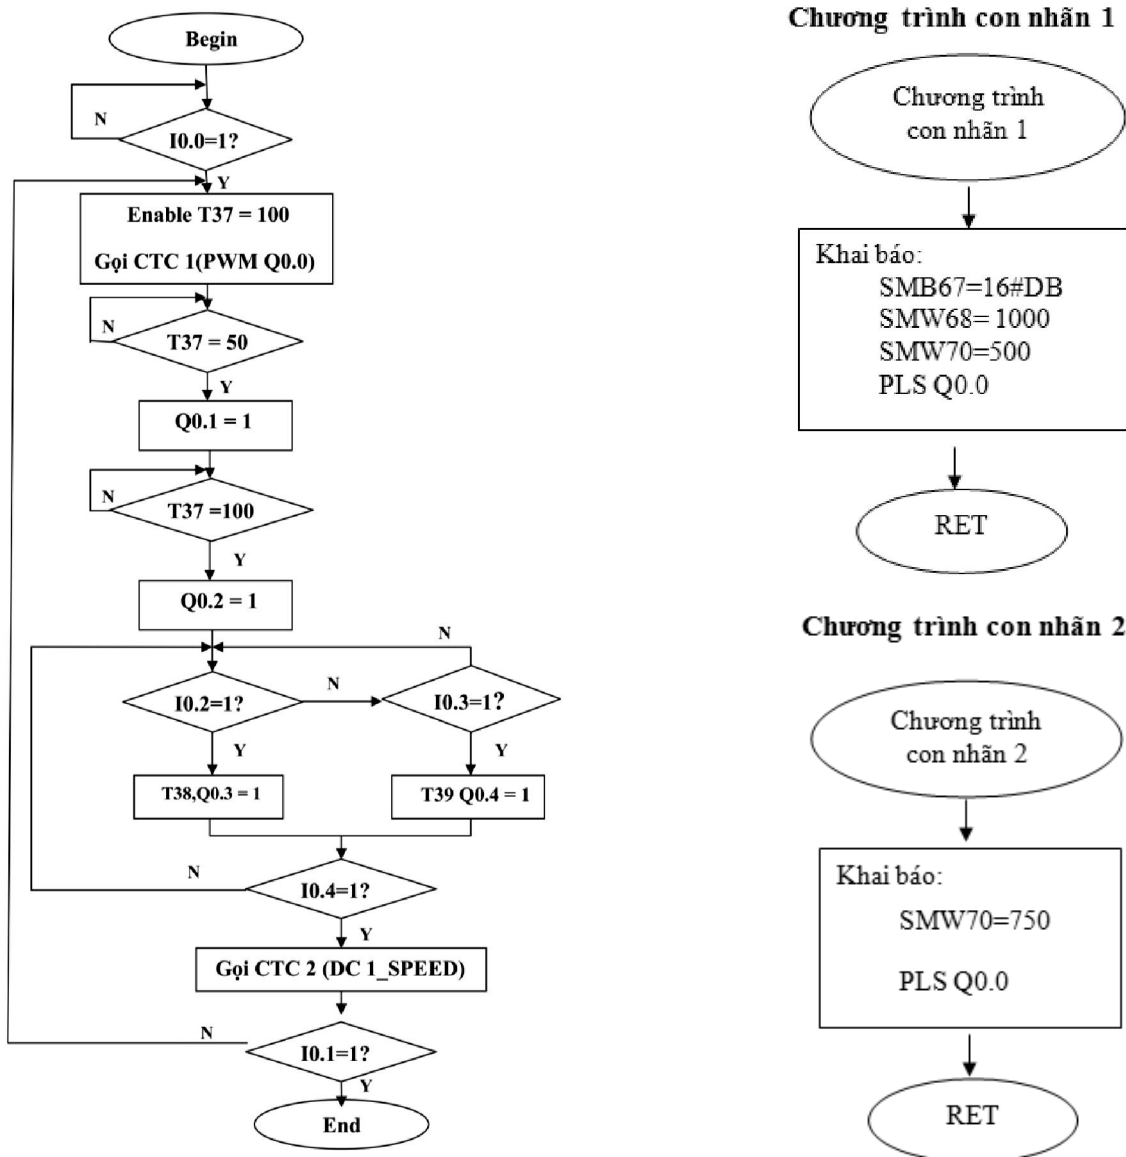 Begin
N
I0.0=1?
Y
Enable T37 = 100
Gọi CTC 1(PWM Q0.0)
N
T37 = 50
Y
Q0.1 = 1
N
T37 =100
Y
Q0.2 = 1
N
I0.2=1?
N
I0.3=1?
Y
Y
T38,Q0.3 = 1
T39 Q0.4 = 1
N
I0.4=1?
Y
Gọi CTC 2 (DC 1_SPEED)
N
I0.1=1?
Y
End
Chương trình con nhãn 1
Chương trình
con nhãn 1
Khai báo:
SMB67=16#DB
SMW68= 1000
SMW70=500
PLS Q0.0
RET
Chương trình con nhãn 2
Chương trình
con nhãn 2
Khai báo:
SMW70=750
PLS Q0.0
RET